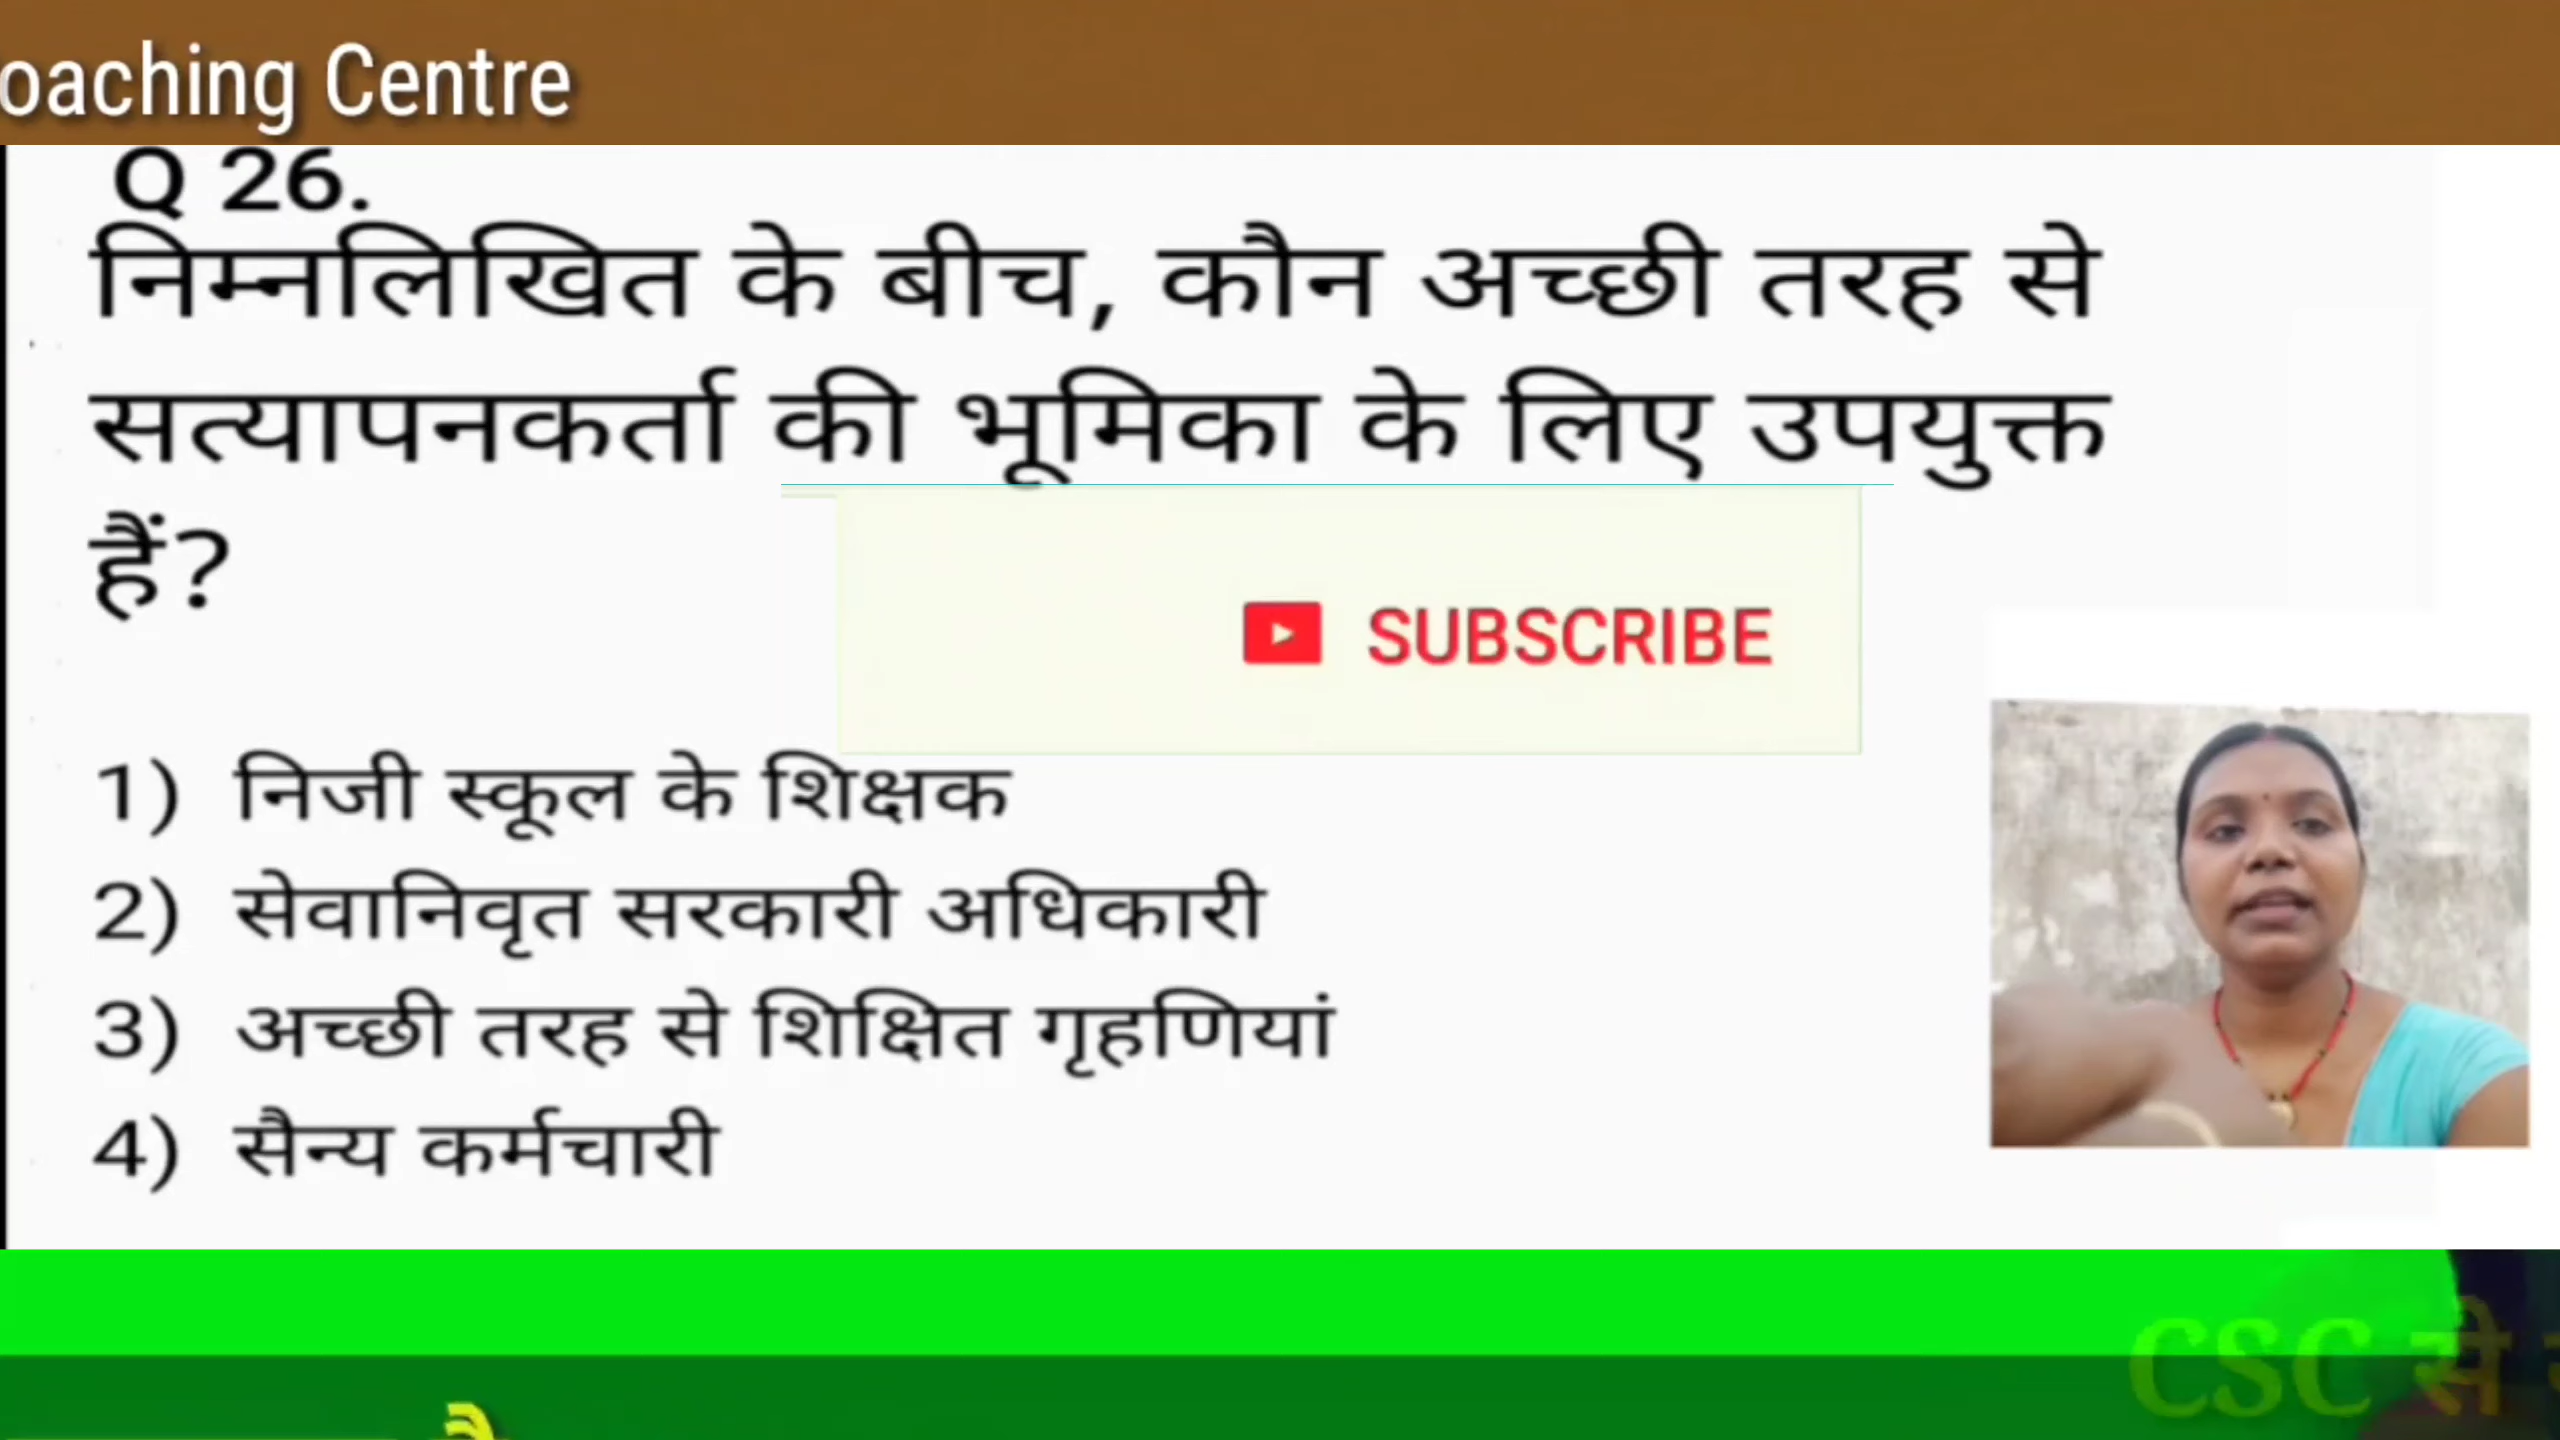 oaching Centre
Q 26.
निम्नलिखित के बीच, कौन अच्छी तरह से
सत्यापनकर्ता की भूमिका के लिए उपयुक्त
हैं?
SUBSCRIBE
1) निजी स्कूल के शिक्षक
2) सेवानिवृत सरकारी अधिकारी
3) अच्छी तरह से शिक्षित गृहणियां
4) सैन्य कर्मचारी
CSC से